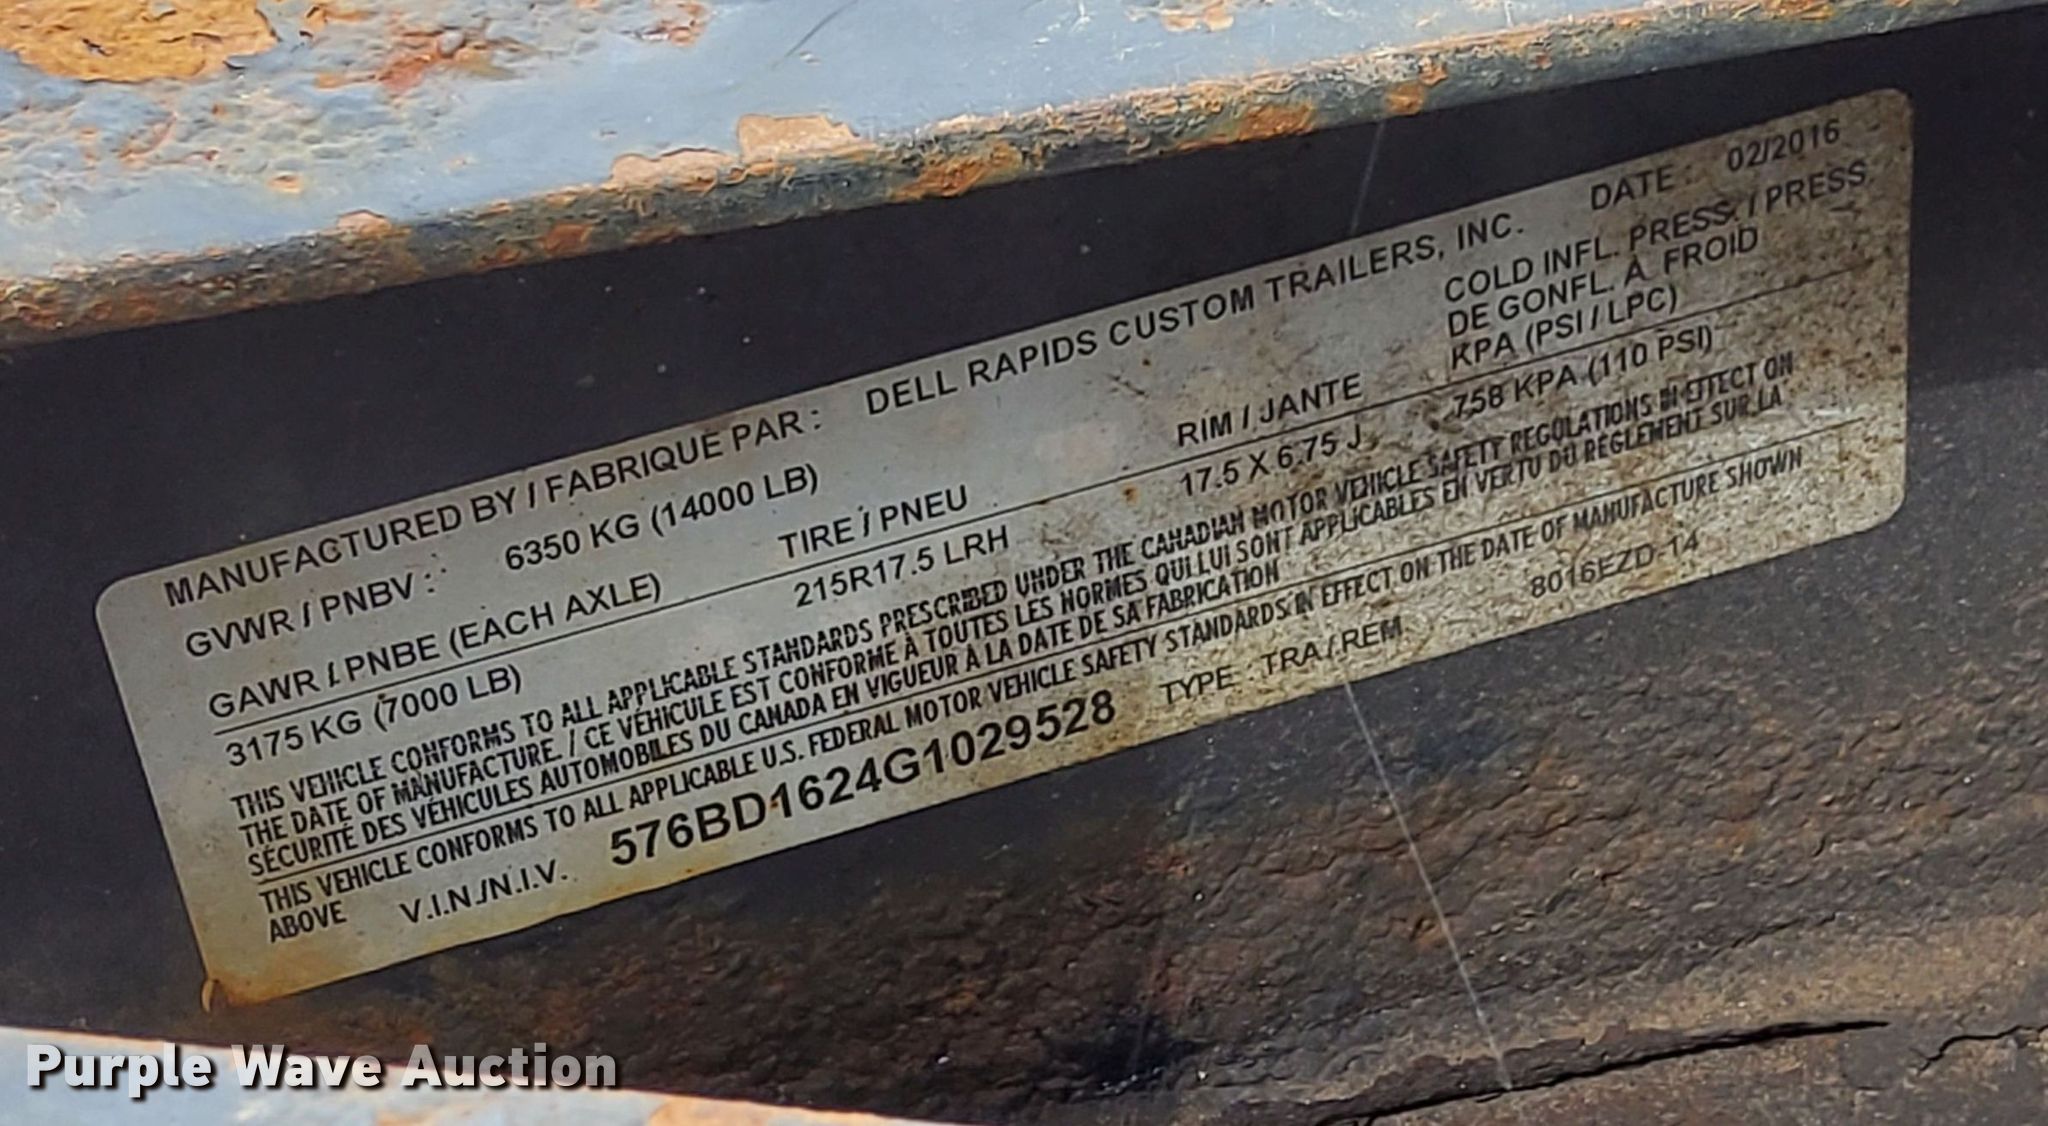 MANUFACTURED BY / FABRIQUE PAR : DELL RAPIDS CUSTOM TRAILERS, INC. DATE : 02/2016
GVWR / PNBV : 6350 KG (14000 LB)
GAWR / PNBE (EACH AXLE) TIRE / PNEU RIM / JANTE COLD INFL. PRESS. / PRESS.
DE GONFL. À FROID
KPA (PSI / LPC)
3175 KG (7000 LB) 215R17.5 LRH 17.5 X 6.75 J 758 KPA (110 PSI)
THIS VEHICLE CONFORMS TO ALL APPLICABLE STANDARDS PRESCRIBED UNDER THE CANADIAN MOTOR VEHICLE SAFETY REGULATIONS IN EFFECT ON
THE DATE OF MANUFACTURE. / CE VÉHICULE EST CONFORME À TOUTES LES NORMES QUI LUI SONT APPLICABLES EN VERTU DU RÈGLEMENT SUR LA
SÉCURITÉ DES VÉHICULES AUTOMOBILES DU CANADA EN VIGUEUR À LA DATE DE SA FABRICATION
THIS VEHICLE CONFORMS TO ALL APPLICABLE U.S. FEDERAL MOTOR VEHICLE SAFETY STANDARDS IN EFFECT ON THE DATE OF MANUFACTURE SHOWN
ABOVE
V.I.N./N.I.V. 576BD1624G1029528 TYPE : TRA / REM 8016EZD-14
Purple Wave Auction